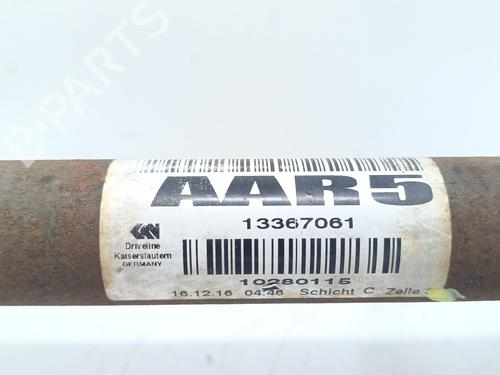 B-PARTS
AAR5
13367061
GKN
Driveline
Kaiserslautern
GERMANY
10280115
16.12.16 04:46 Schicht C Zelle